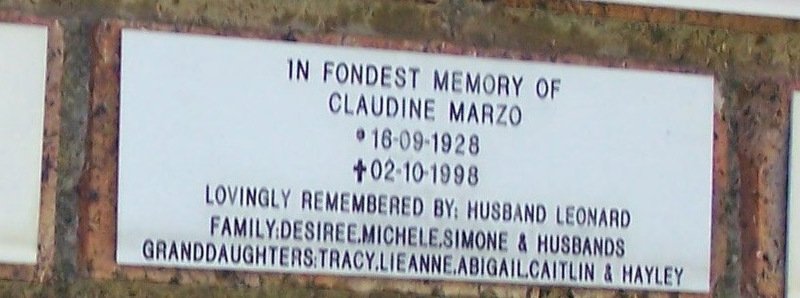 IN FONDEST MEMORY OF
CLAUDINE MARZO
*16-09-1928
✝02-10-1998
LOVINGLY REMEMBERED BY: HUSBAND LEONARD
FAMILY:DESIREE.MICHELE.SIMONE & HUSBANDS
GRANDDAUGHTERS:TRACY.LIEANNE.ABIGAIL.CAITLIN & HAYLEY